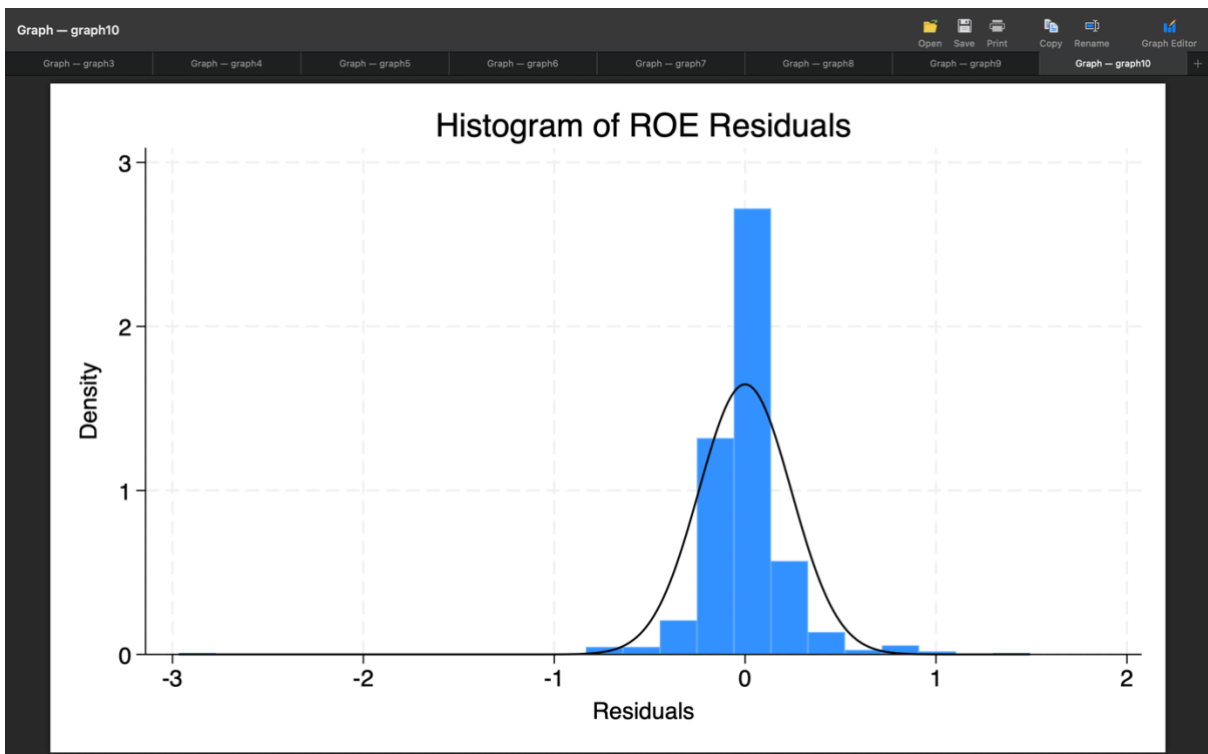 Graph — graph10
Open Save Print Copy Rename Graph Editor
Graph — graph3 Graph — graph4 Graph — graph5 Graph — graph6 Graph — graph7 Graph — graph8 Graph — graph9 Graph — graph10 +
Histogram of ROE Residuals
3
2
Density
1
0
-3 -2 -1 0 1 2
Residuals